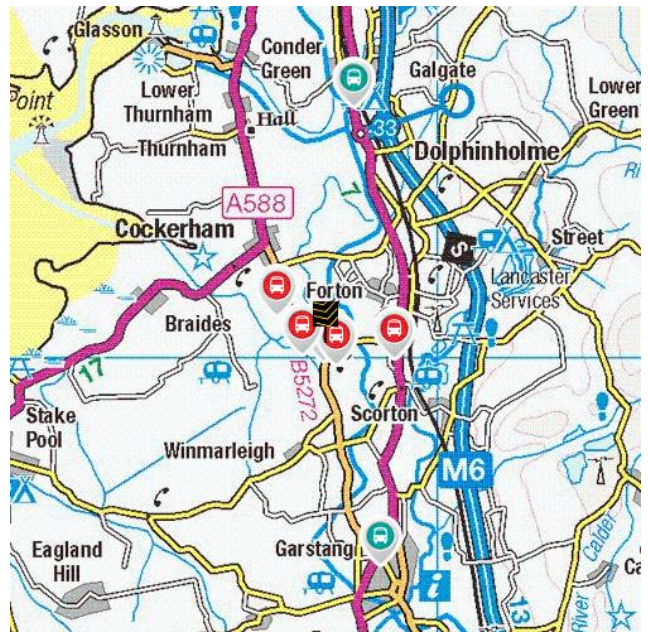 Glasson
Conder
Green
Galgate
Lower
Green
Point
Lower
Thurnham
Hall
33
Thurnham
Dolphinholme
7
A588
Cockerham
S
Street
Lancaster
Services
Forton
Braides
17
B5272
Scorton
Stake
Pool
Winmarleigh
M6
Garstang
Eagland
Hill
Calder
River
13
i